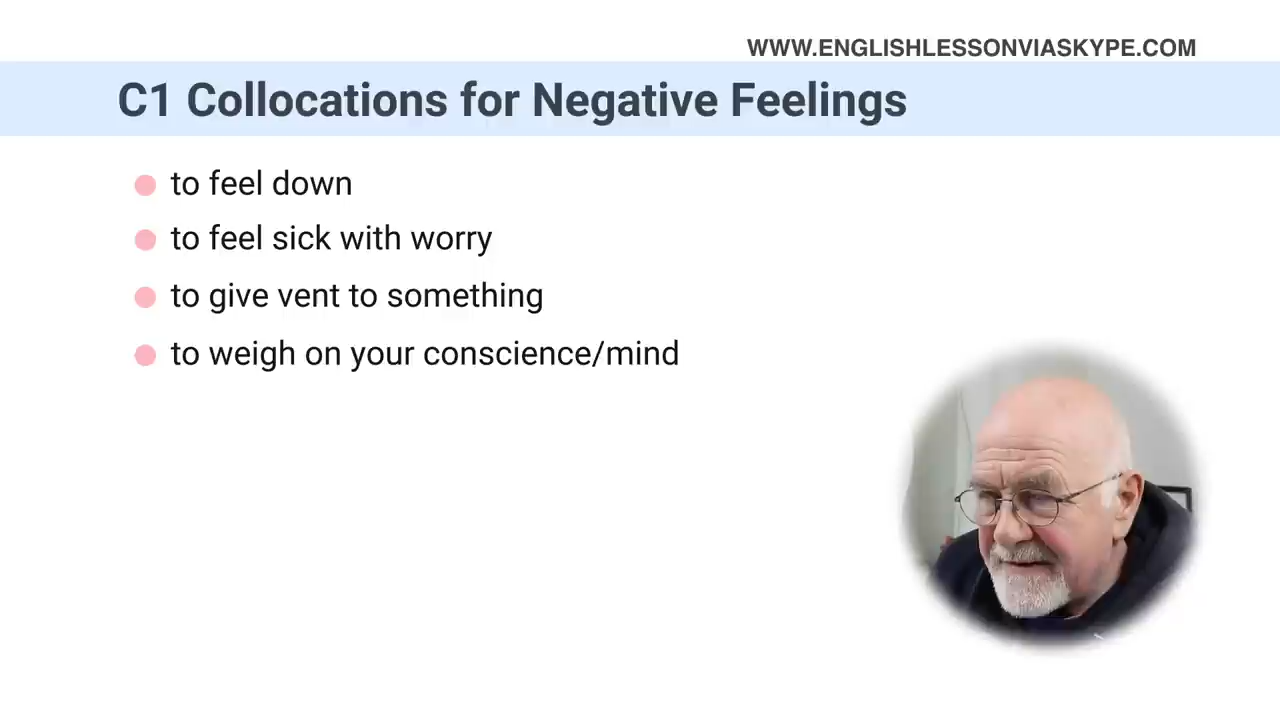 WWW.ENGLISHLESSONVIASKYPE.COM
C1 Collocations for Negative Feelings
to feel down
to feel sick with worry
to give vent to something
to weigh on your conscience/mind